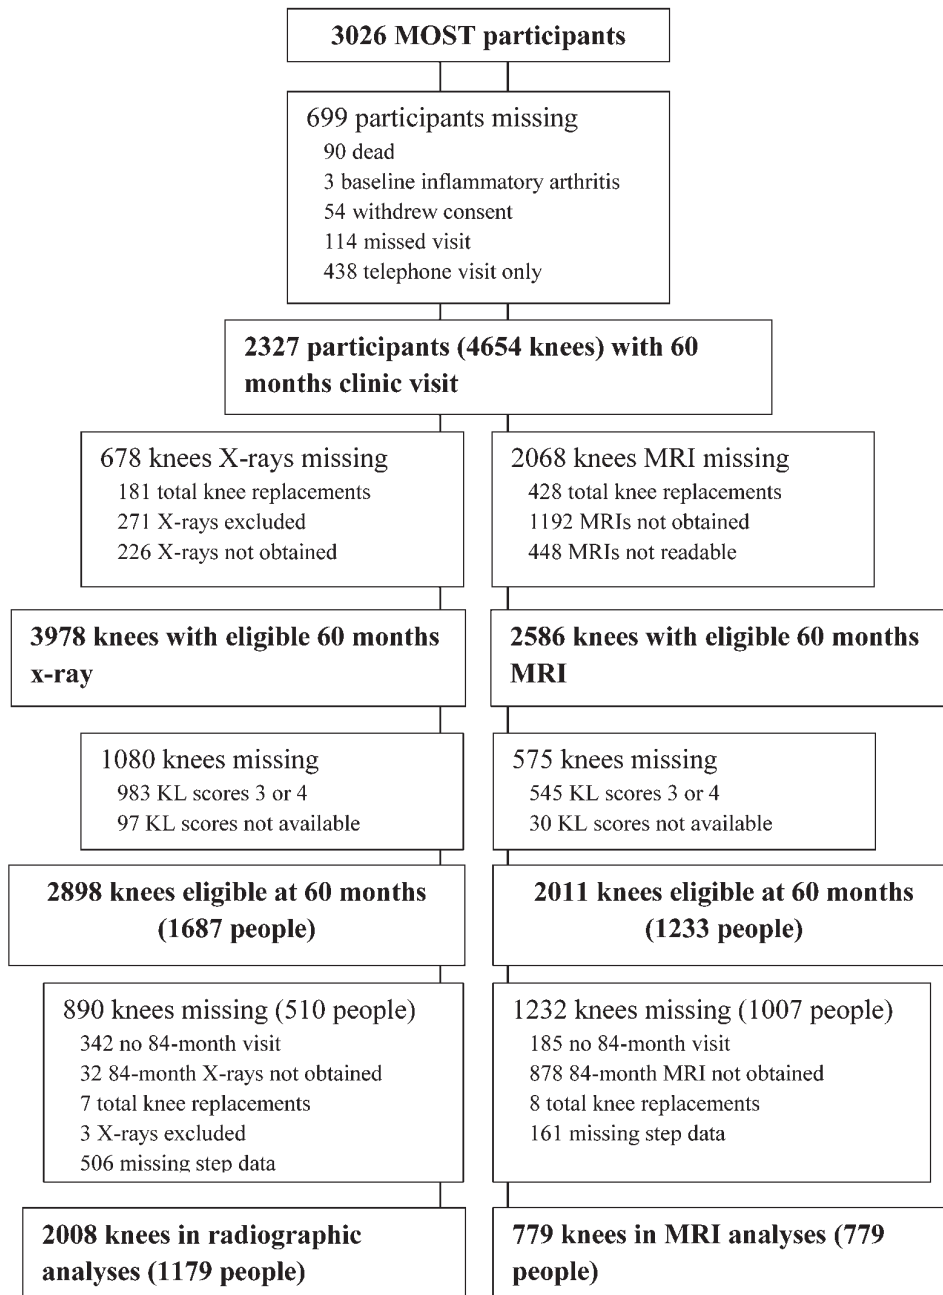 3026 MOST participants
699 participants missing
90 dead
3 baseline inflammatory arthritis
54 withdrew consent
114 missed visit
438 telephone visit only
2327 participants (4654 knees) with 60
months clinic visit
678 knees X-rays missing
181 total knee replacements
271 X-rays excluded
226 X-rays not obtained
2068 knees MRI missing
428 total knee replacements
1192 MRIs not obtained
448 MRIs not readable
3978 knees with eligible 60 months
x-ray
2586 knees with eligible 60 months
MRI
1080 knees missing
983 KL scores 3 or 4
97 KL scores not available
575 knees missing
545 KL scores 3 or 4
30 KL scores not available
2898 knees eligible at 60 months
(1687 people)
2011 knees eligible at 60 months
(1233 people)
890 knees missing (510 people)
342 no 84-month visit
32 84-month X-rays not obtained
7 total knee replacements
3 X-rays excluded
506 missing step data
1232 knees missing (1007 people)
185 no 84-month visit
878 84-month MRI not obtained
8 total knee replacements
161 missing step data
2008 knees in radiographic
analyses (1179 people)
779 knees in MRI analyses (779
people)